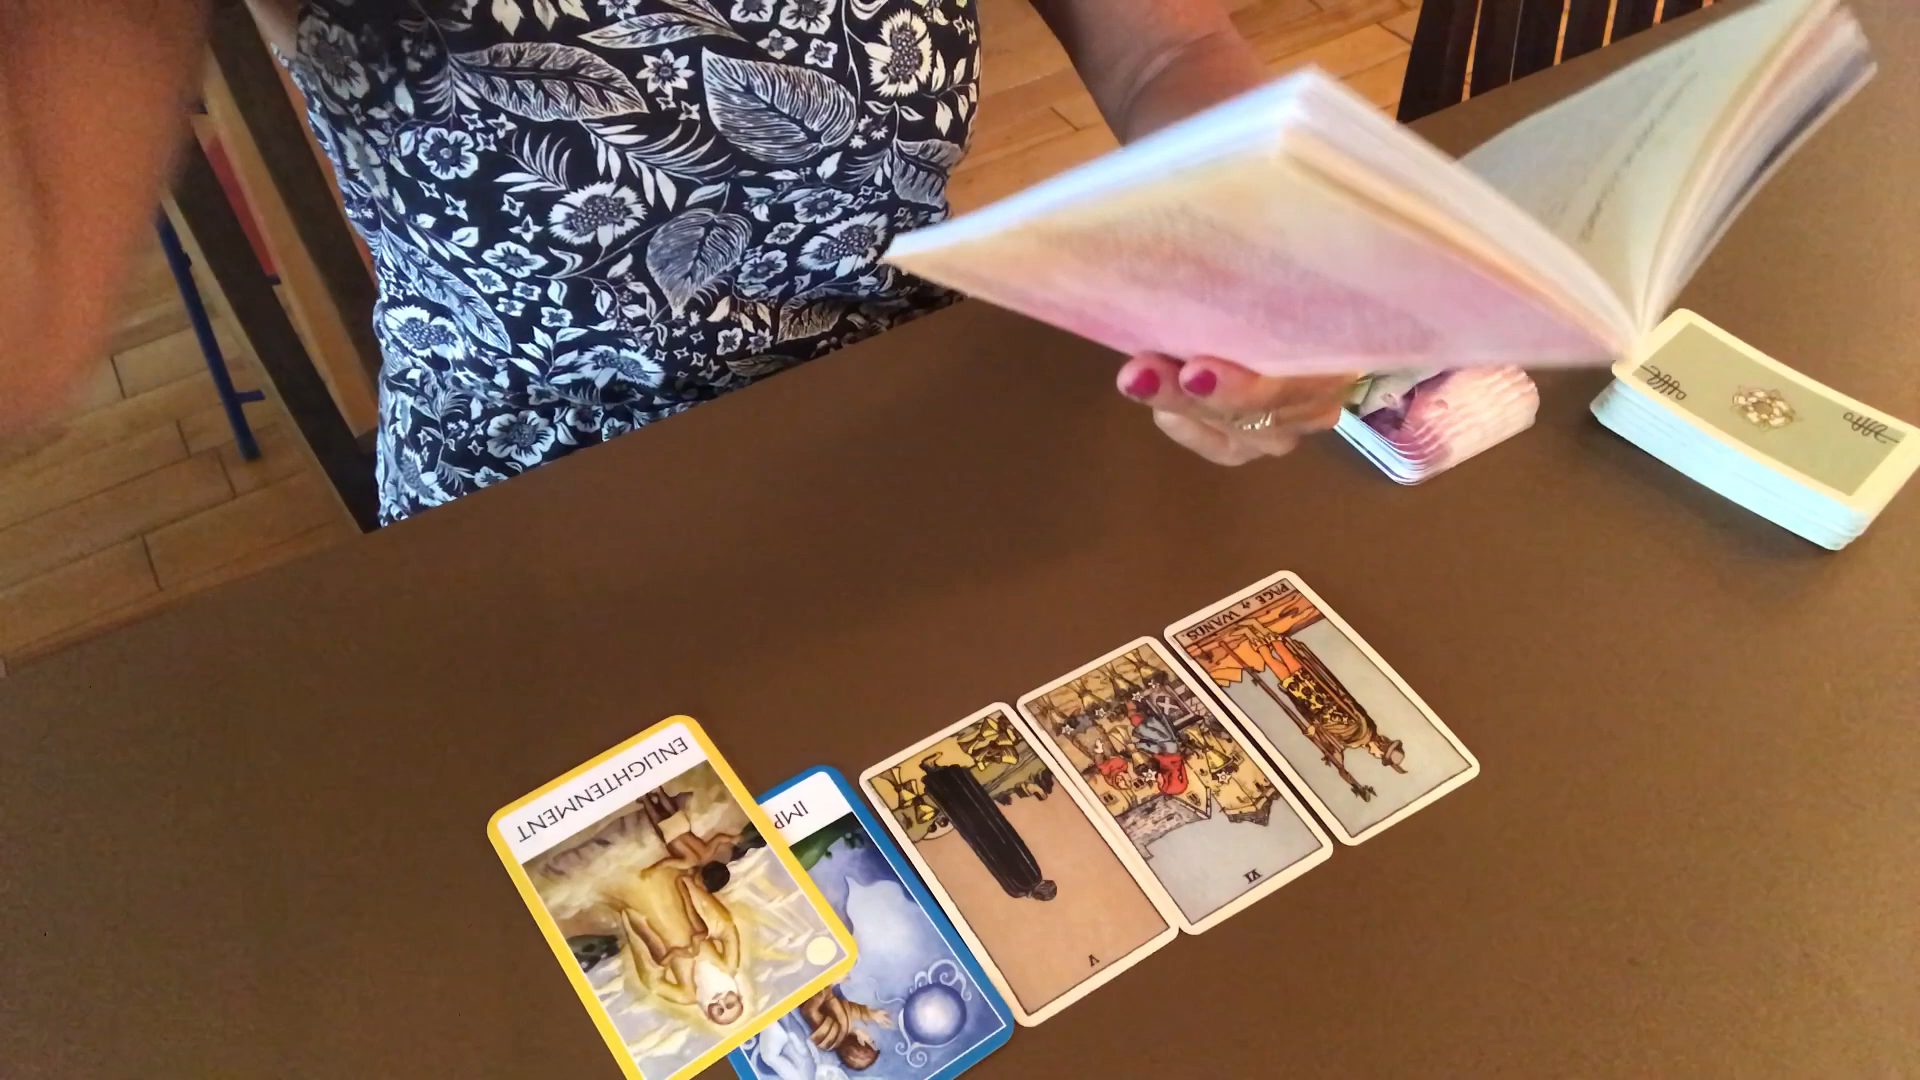 ENLIGHTENMENT
IMP
V
VI
PAGE of WANDS.